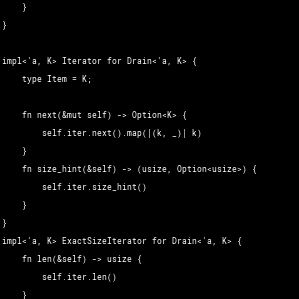 }
}

impl<'a, K> Iterator for Drain<'a, K> {
    type Item = K;

    fn next(&mut self) -> Option<K> {
        self.iter.next().map(|(k, _)| k)
    }
    fn size_hint(&self) -> (usize, Option<usize>) {
        self.iter.size_hint()
    }
}
impl<'a, K> ExactSizeIterator for Drain<'a, K> {
    fn len(&self) -> usize {
        self.iter.len()
    }